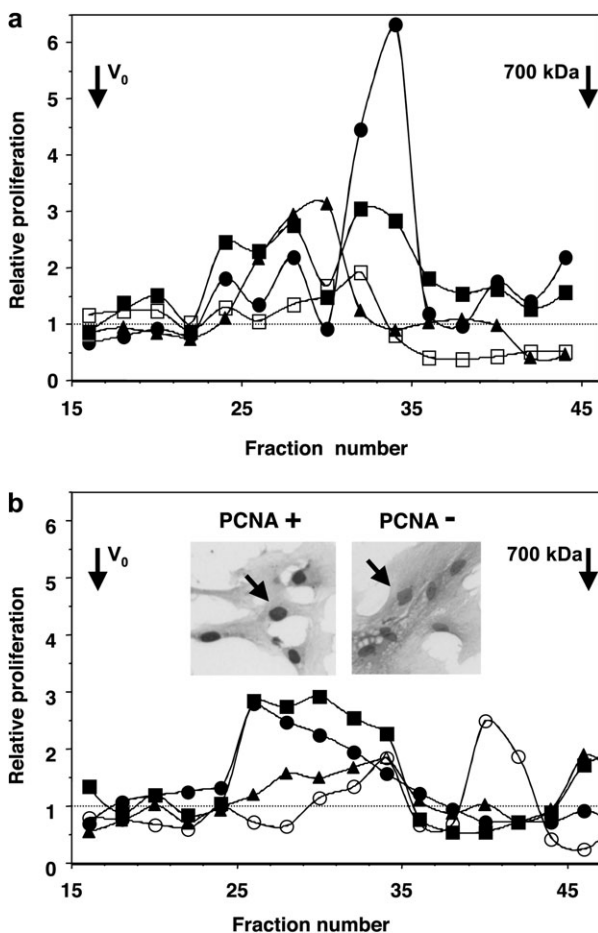 a
6
5
4
3
2
1
0
Relative proliferation
V0
700 kDa
15
25
35
45
Fraction number
b
6
5
4
3
2
1
0
Relative proliferation
V0
PCNA +
PCNA -
700 kDa
15
25
35
45
Fraction number